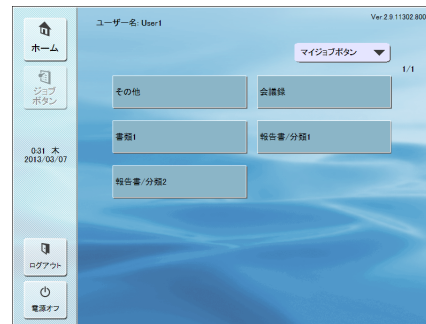 ユーザー名: User1
Ver.2.9.11302.800
ホーム
マイジョブボタン
1/1
ジョブ
ボタン
その他
会議録
書類1
報告書/分類1
0:31 木
2013/03/07
報告書/分類2
ログアウト
電源オフ